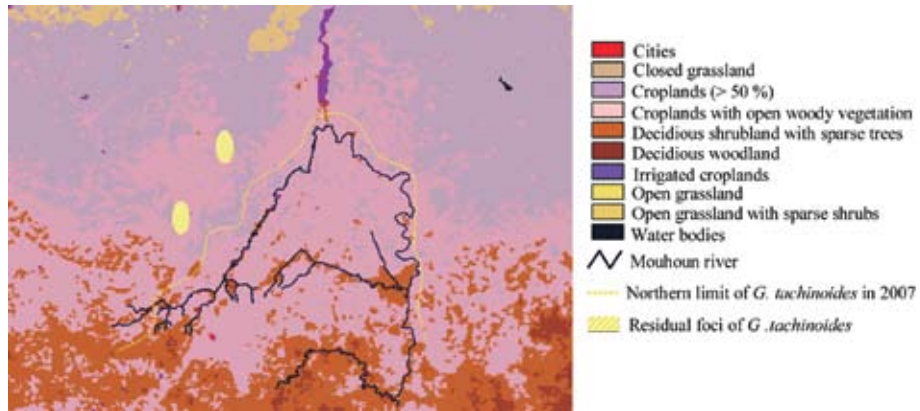 Cities
Closed grassland
Croplands (> 50 %)
Croplands with open woody vegetation
Decidious shrubland with sparse trees
Decidious woodland
Irrigated croplands
Open grassland
Open grassland with sparse shrubs
Water bodies
Mouhoun river
Northern limit of G. tachinoides in 2007
Residual foci of G .tachinoides